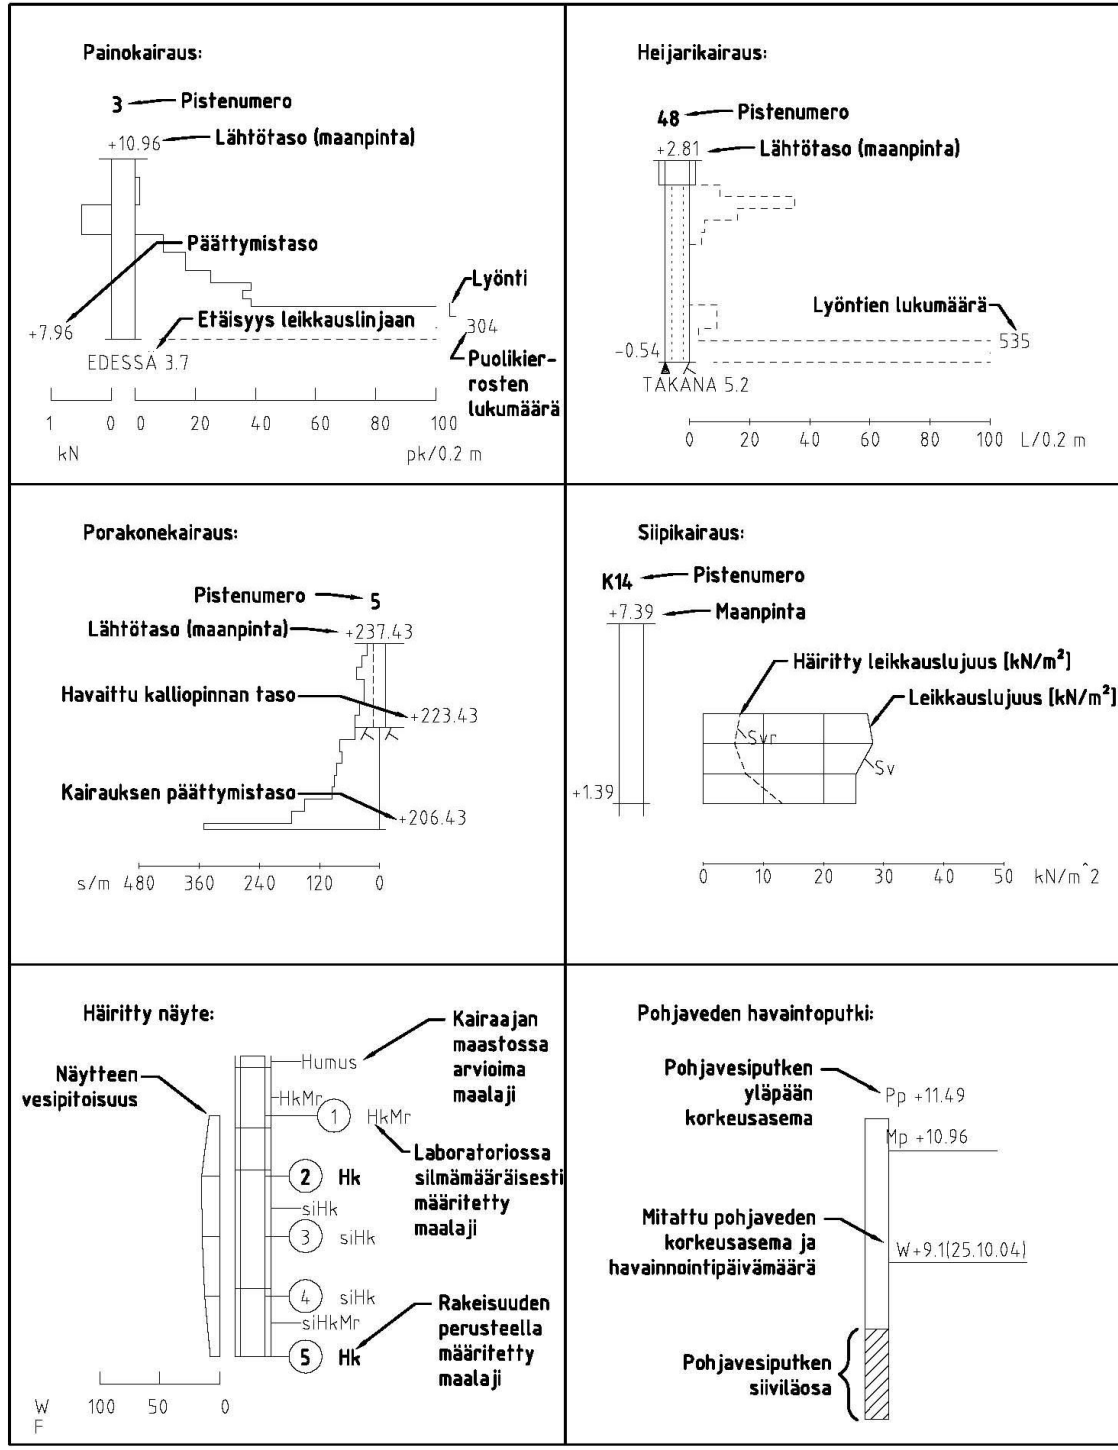 Painokairaus:
3
Pistenumero
+10.96
Lähtötaso (maanpinta)
Päättymistaso
Lyönti
+7.96
Etäisyys leikkauslinjaan
304
EDESSÄ 3.7
Puolikier-
rosten
lukumäärä
1 0 0 20 40 60 80 100
kN pk/0.2 m
Heijarikairaus:
48
Pistenumero
+2.81
Lähtötaso (maanpinta)
Lyöntien lukumäärä
535
-0.54
TAKANA 5.2
0 20 40 60 80 100 L/0.2 m
Porakonekairaus:
Pistenumero
5
Lähtötaso (maanpinta)
+237.43
Havaittu kalliopinnan taso
+223.43
Kairauksen päättymistaso
+206.43
s/m 480 360 240 120 0
Siipikairaus:
K14
Pistenumero
+7.39
Maanpinta
Häiritty leikkauslujuus [kN/m²]
Leikkauslujuus [kN/m²]
Svr
Sv
+1.39
0 10 20 30 40 50 kN/m^2
Häiritty näyte:
Kairaajan
maastossa
arvioima
maalaji
Humus
Näytteen
vesipitoisuus
HkMr
1 HkMr
Laboratoriossa
silmämääräisesti
määritetty
maalaji
2 Hk
siHk
3 siHk
4 siHk
siHkMr
Rakeisuuden
perusteella
määritetty
maalaji
5 Hk
W 100 50 0
F
Pohjaveden havaintoputki:
Pohjavesiputken
yläpään
korkeusasema
Pp +11.49
Mp +10.96
Mitattu pohjaveden
korkeusasema ja
havainnointipäivämäärä
W+9.1(25.10.04)
Pohjavesiputken
siiviläosa